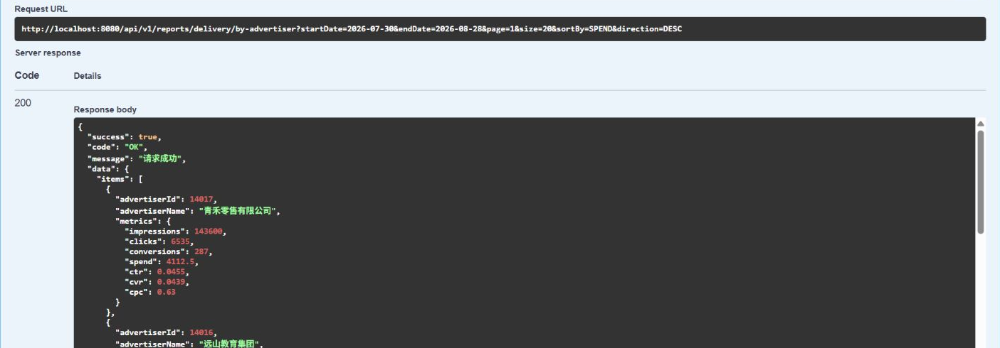 Request URL
http://localhost:8080/api/v1/reports/delivery/by-advertiser?startDate=2026-07-30&endDate=2026-08-28&page=1&size=20&sortBy=SPEND&direction=DESC
Server response
Code Details
200
Response body
{
"success": true,
"code": "OK",
"message": "请求成功",
"data": {
"items": [
{
"advertiserId": 14017,
"advertiserName": "青禾零售有限公司",
"metrics": {
"impressions": 143600,
"clicks": 6535,
"conversions": 287,
"spend": 4112.5,
"ctr": 0.0455,
"cvr": 0.0439,
"cpc": 0.63
}
},
{
"advertiserId": 14016,
"advertiserName": "远山教育集团",